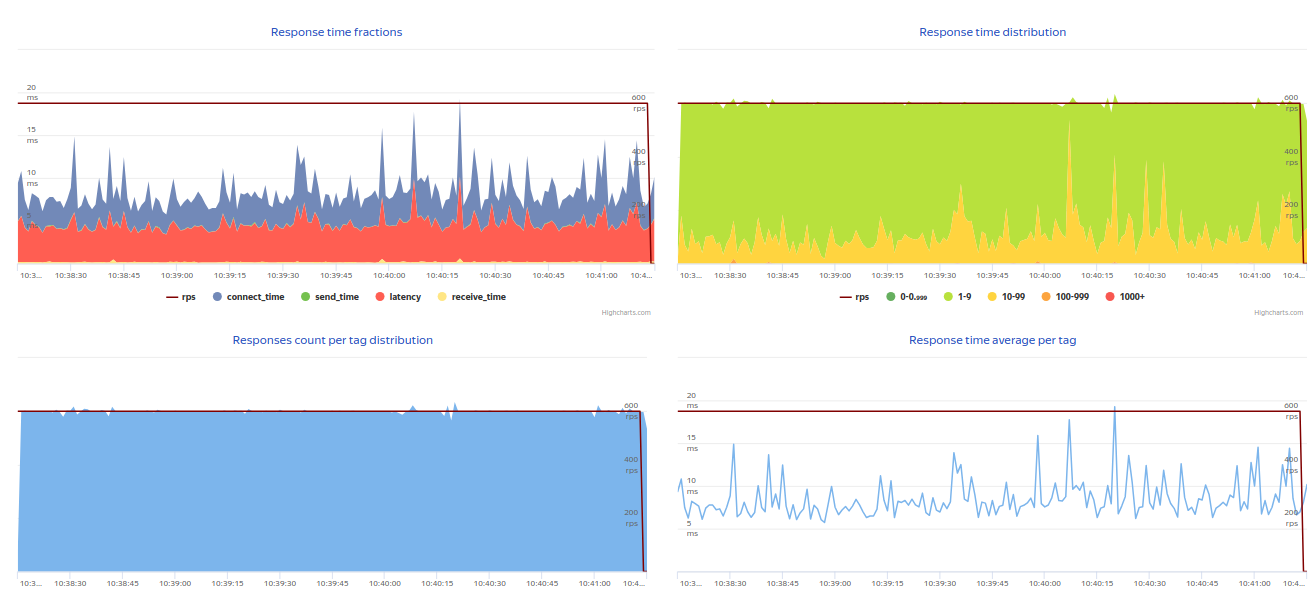 Response time fractions
20
ms
600
rps
15
ms
400
rps
10
ms
200
rps
5
ms
10:3... 10:38:30 10:38:45 10:39:00 10:39:15 10:39:30 10:39:45 10:40:00 10:40:15 10:40:30 10:40:45 10:41:00 10:4...
rps connect_time send_time latency receive_time
Highcharts.com
Response time distribution
600
rps
400
rps
200
rps
10:3... 10:38:30 10:38:45 10:39:00 10:39:15 10:39:30 10:39:45 10:40:00 10:40:15 10:40:30 10:40:45 10:41:00 10:4...
rps 0-0.999 1-9 10-99 100-999 1000+
Highcharts.com
Responses count per tag distribution
600
rps
400
rps
200
rps
10:3... 10:38:30 10:38:45 10:39:00 10:39:15 10:39:30 10:39:45 10:40:00 10:40:15 10:40:30 10:40:45 10:41:00 10:4...
Response time average per tag
20
ms
600
rps
15
ms
400
rps
10
ms
200
rps
5
ms
10:3... 10:38:30 10:38:45 10:39:00 10:39:15 10:39:30 10:39:45 10:40:00 10:40:15 10:40:30 10:40:45 10:41:00 10:4...